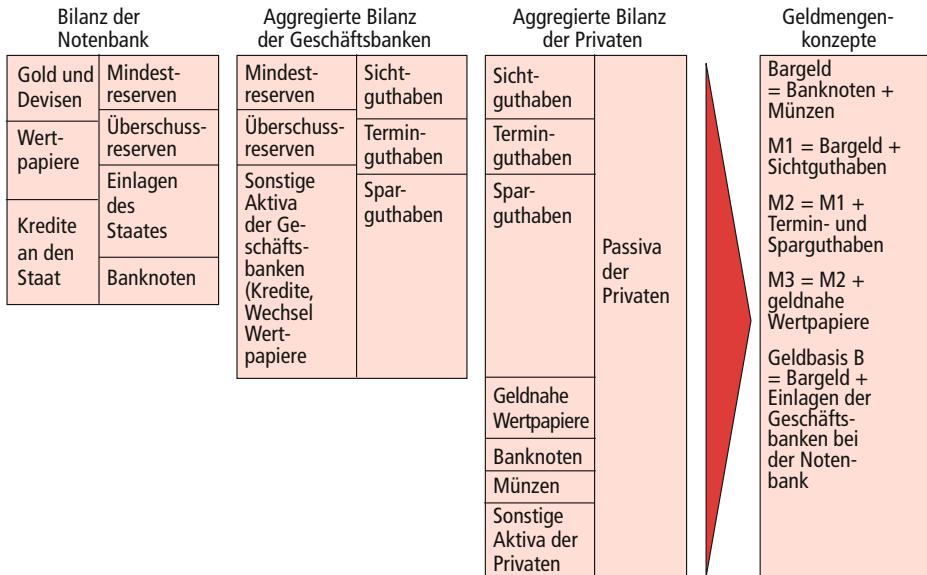 Bilanz der
Notenbank
Gold und
Devisen
Wert-
papiere
Kredite
an den
Staat
Mindest-
reserven
Überschuss-
reserven
Einlagen
des
Staates
Banknoten
Aggregierte Bilanz
der Geschäftsbanken
Mindest-
reserven
Überschuss-
reserven
Sonstige
Aktiva
der Ge-
schäfts-
banken
(Kredite,
Wechsel
Wert-
papiere
Sicht-
guthaben
Termin-
guthaben
Spar-
guthaben
Aggregierte Bilanz
der Privaten
Sicht-
guthaben
Termin-
guthaben
Spar-
guthaben
Geldnahe
Wertpapiere
Banknoten
Münzen
Sonstige
Aktiva der
Privaten
Passiva
der
Privaten
Geldmengen-
konzepte
Bargeld
= Banknoten +
Münzen
M1 = Bargeld +
Sichtguthaben
M2 = M1 +
Termin- und
Sparguthaben
M3 = M2 +
geldnahe
Wertpapiere
Geldbasis B
= Bargeld +
Einlagen der
Geschäfts-
banken bei
der Noten-
bank